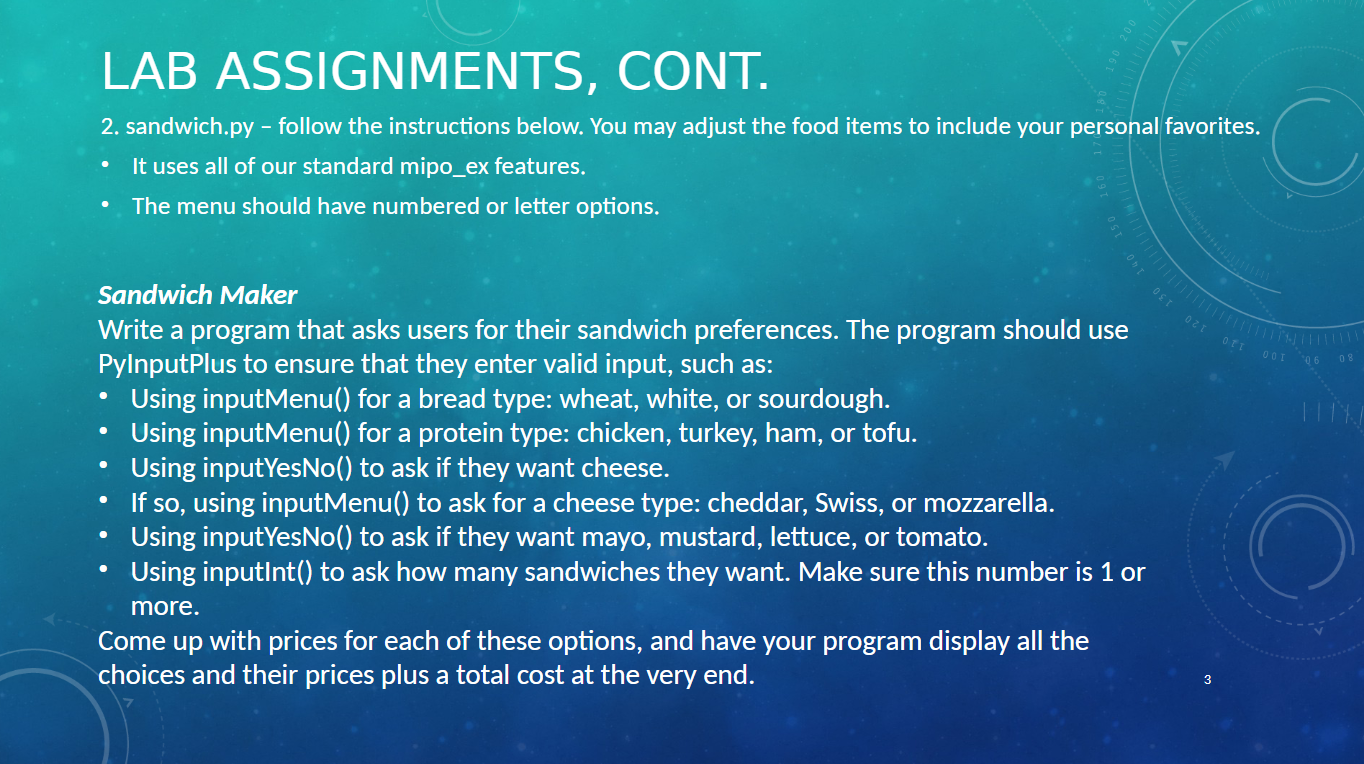 LAB ASSIGNMENTS, CONT.
2. sandwich.py – follow the instructions below. You may adjust the food items to include your personal favorites.
• It uses all of our standard mipo_ex features.
• The menu should have numbered or letter options.
Sandwich Maker
Write a program that asks users for their sandwich preferences. The program should use
PyInputPlus to ensure that they enter valid input, such as:
• Using inputMenu() for a bread type: wheat, white, or sourdough.
• Using inputMenu() for a protein type: chicken, turkey, ham, or tofu.
• Using inputYesNo() to ask if they want cheese.
• If so, using inputMenu() to ask for a cheese type: cheddar, Swiss, or mozzarella.
• Using inputYesNo() to ask if they want mayo, mustard, lettuce, or tomato.
• Using inputInt() to ask how many sandwiches they want. Make sure this number is 1 or
more.
Come up with prices for each of these options, and have your program display all the
choices and their prices plus a total cost at the very end.
3